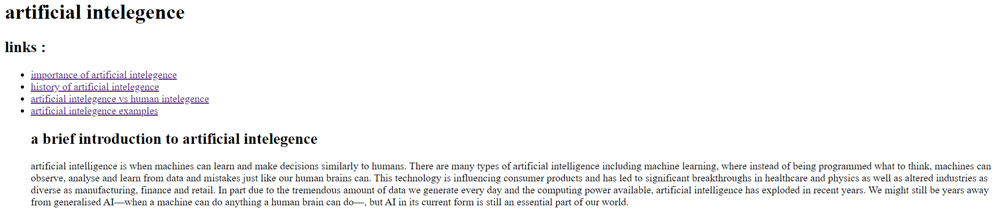 artificial intelegence
links :
importance of artificial intelegence
history of artificial intelegence
artificial intelegence vs human intelegence
artificial intelegence examples
a brief introduction to artificial intelegence
artificial intelligence is when machines can learn and make decisions similarly to humans. There are many types of artificial intelligence including machine learning, where instead of being programmed what to think, machines can
observe, analyse and learn from data and mistakes just like our human brains can. This technology is influencing consumer products and has led to significant breakthroughs in healthcare and physics as well as altered industries as
diverse as manufacturing, finance and retail. In part due to the tremendous amount of data we generate every day and the computing power available, artificial intelligence has exploded in recent years. We might still be years away
from generalised AI—when a machine can do anything a human brain can do—, but AI in its current form is still an essential part of our world.